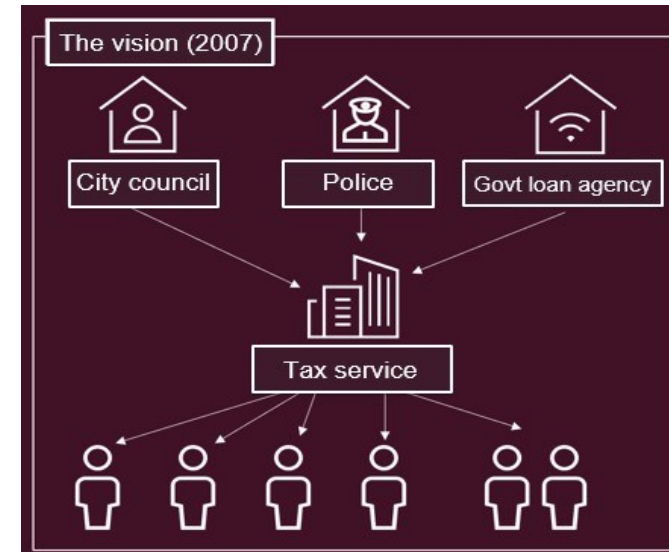 The vision (2007)
City council
Police
Govt loan agency
Tax service